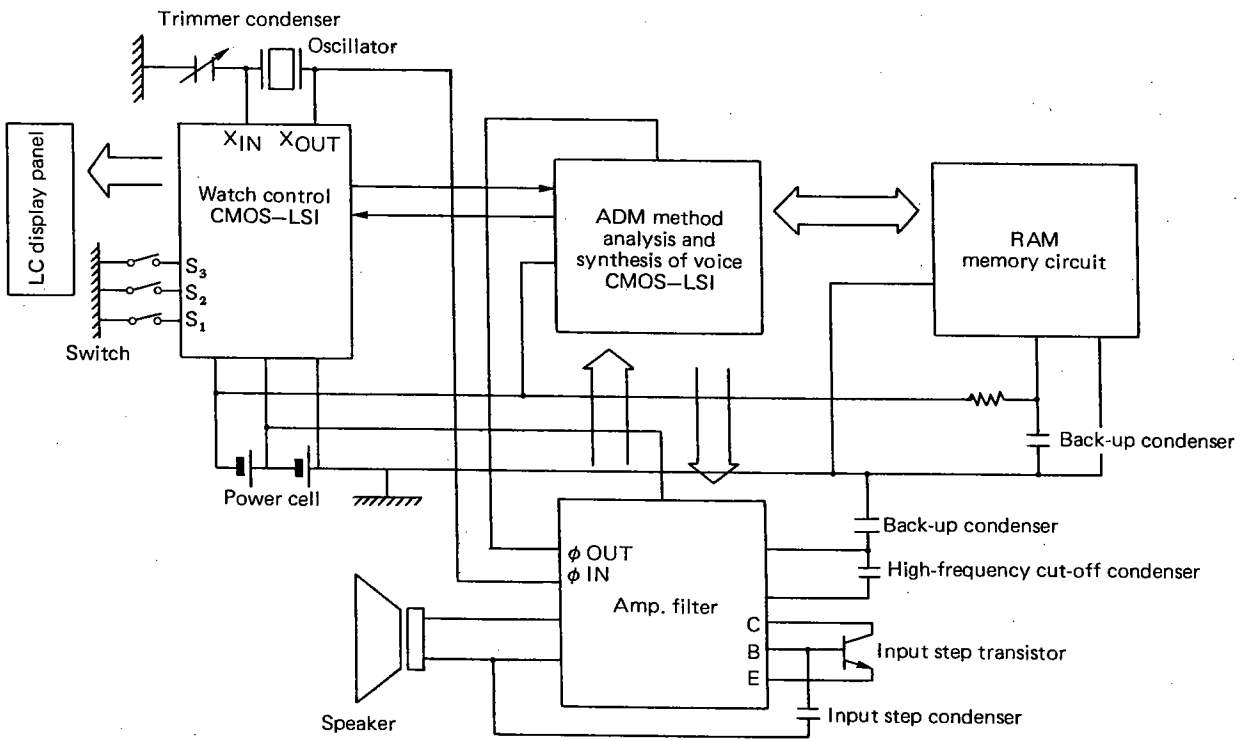 Trimmer condenser
Oscillator
LC display panel
XIN XOUT
Watch control
CMOS–LSI
S3
S2
S1
Switch
ADM method
analysis and
synthesis of voice
CMOS–LSI
RAM
memory circuit
Back-up condenser
Power cell
Back-up condenser
ϕ OUT
ϕ IN
High-frequency cut-off condenser
Amp. filter
C
B
E
Input step transistor
Speaker
Input step condenser